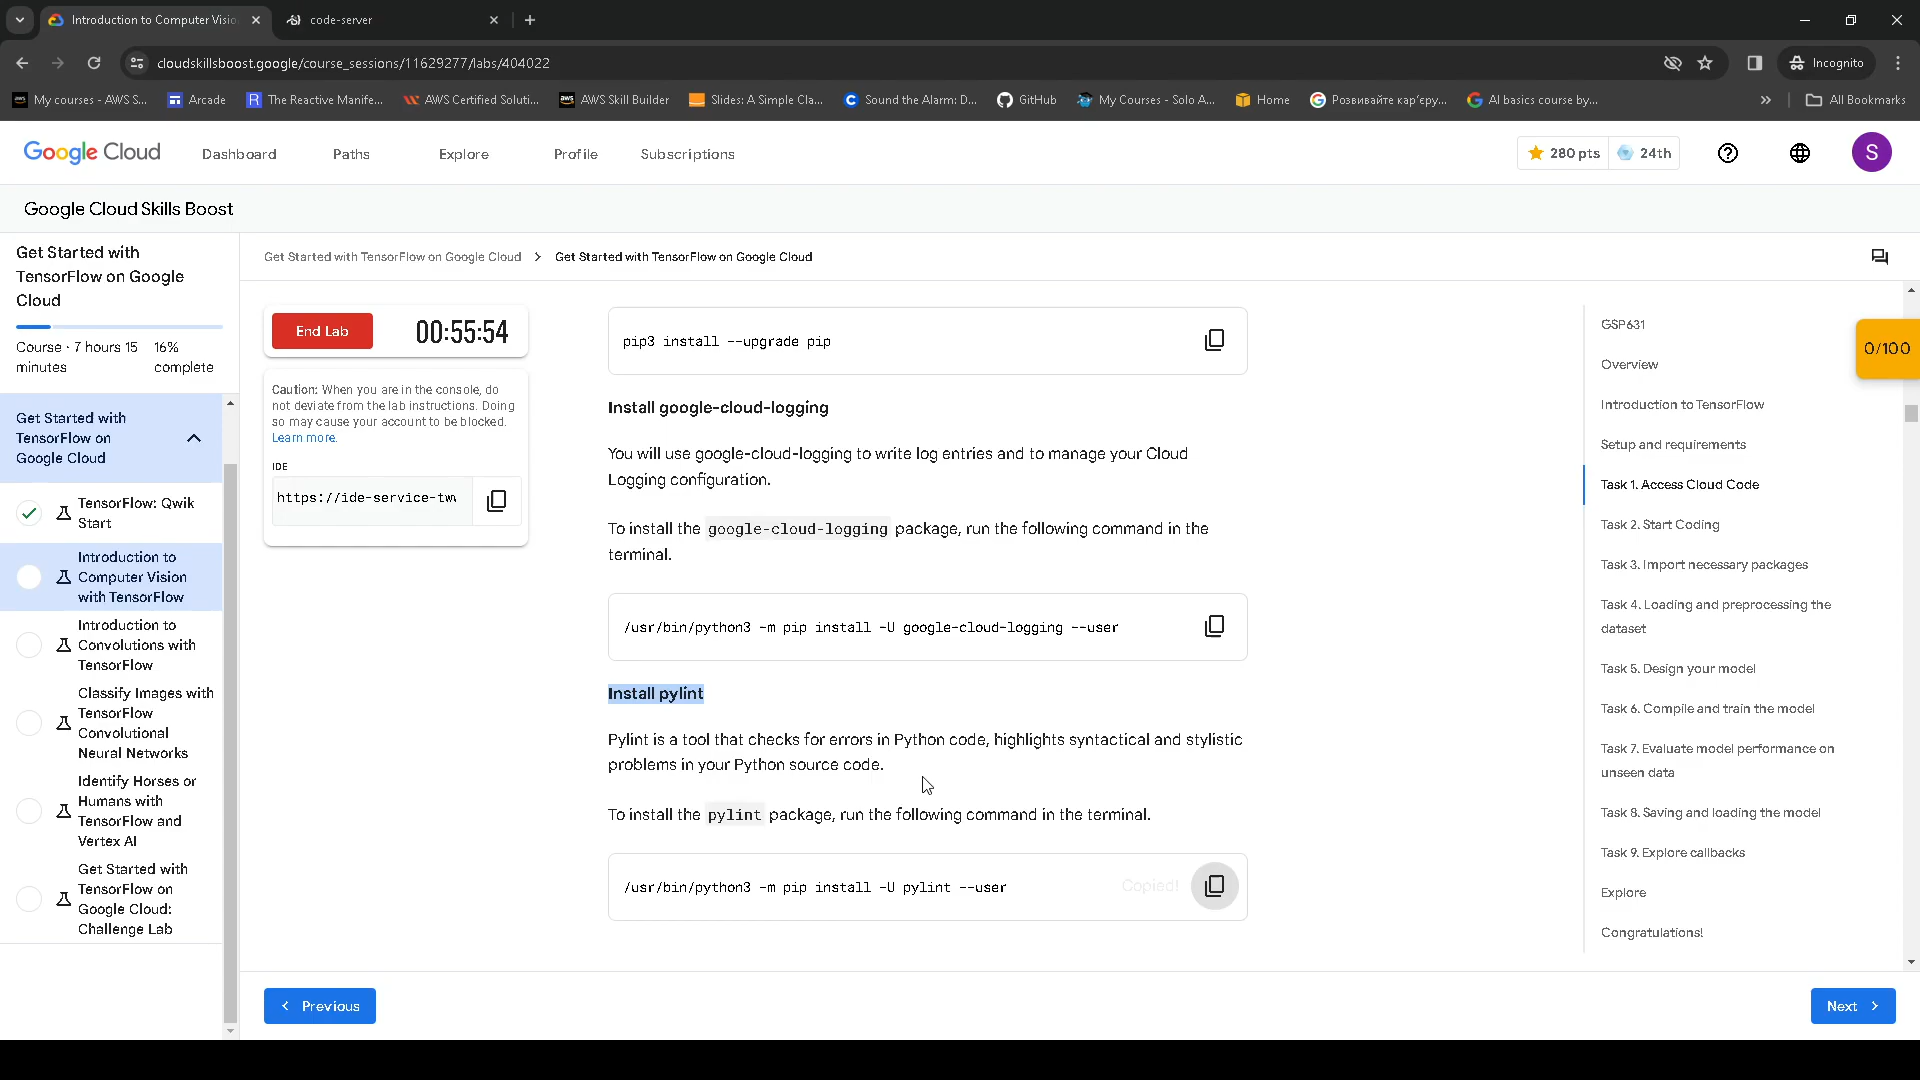 Introduction to Computer Visio
code-server
cloudskillsboost.google/course_sessions/11629277/labs/404022
Incognito
My courses - AWS S...
Arcade
The Reactive Manife...
AWS Certified Soluti...
AWS Skill Builder
Slides: A Simple Cla...
Sound the Alarm: D...
GitHub
My Courses - Solo A...
Home
Розвивайте кар'єру...
AI basics course by...
»
All Bookmarks
Google Cloud
Dashboard
Paths
Explore
Profile
Subscriptions
280 pts
24th
S
Google Cloud Skills Boost
Get Started with
TensorFlow on Google
Cloud
Course · 7 hours 15
minutes
16%
complete
Get Started with
TensorFlow on
Google Cloud
TensorFlow: Qwik
Start
Introduction to
Computer Vision
with TensorFlow
Introduction to
Convolutions with
TensorFlow
Classify Images with
TensorFlow
Convolutional
Neural Networks
Identify Horses or
Humans with
TensorFlow and
Vertex AI
Get Started with
TensorFlow on
Google Cloud:
Challenge Lab
Get Started with TensorFlow on Google Cloud > Get Started with TensorFlow on Google Cloud
End Lab
00:55:54
Caution: When you are in the console, do
not deviate from the lab instructions. Doing
so may cause your account to be blocked.
Learn more.
IDE
https://ide-service-tw
pip3 install --upgrade pip
Install google-cloud-logging
You will use google-cloud-logging to write log entries and to manage your Cloud
Logging configuration.
To install the google-cloud-logging package, run the following command in the
terminal.
/usr/bin/python3 -m pip install -U google-cloud-logging --user
Install pylint
Pylint is a tool that checks for errors in Python code, highlights syntactical and stylistic
problems in your Python source code.
To install the pylint package, run the following command in the terminal.
/usr/bin/python3 -m pip install -U pylint --user
Copied!
GSP631
Overview
Introduction to TensorFlow
Setup and requirements
Task 1. Access Cloud Code
Task 2. Start Coding
Task 3. Import necessary packages
Task 4. Loading and preprocessing the
dataset
Task 5. Design your model
Task 6. Compile and train the model
Task 7. Evaluate model performance on
unseen data
Task 8. Saving and loading the model
Task 9. Explore callbacks
Explore
Congratulations!
0/100
Previous
Next